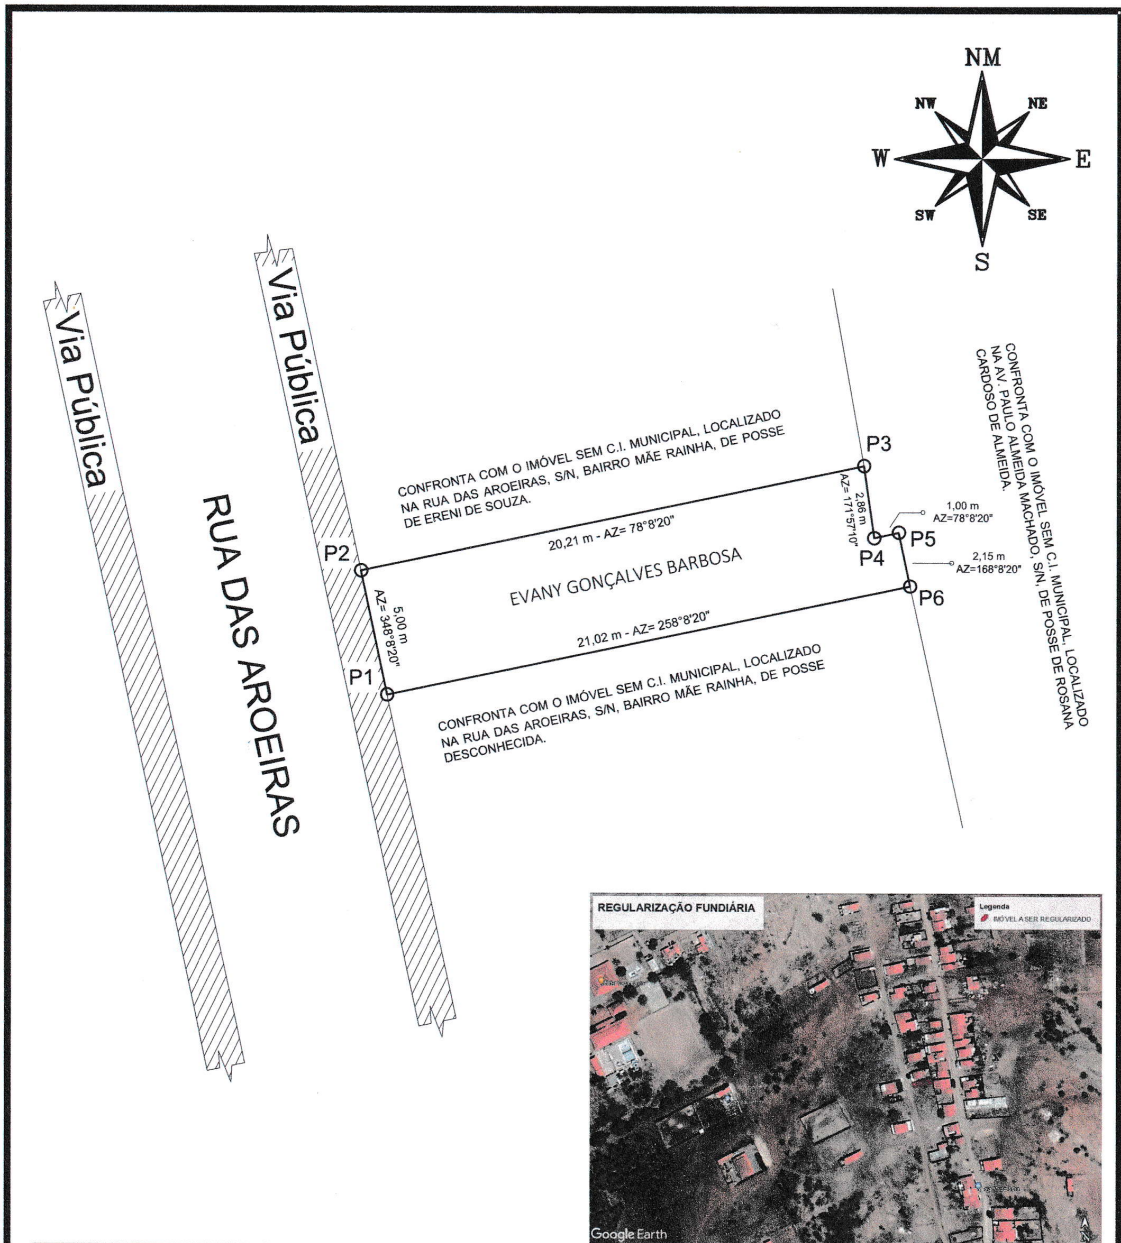 NM
NW
NE
W
E
SW
SE
S
Via Pública
Via Pública
RUA DAS AROEIRAS
CONFRONTA COM O IMÓVEL SEM C.I. MUNICIPAL, LOCALIZADO
NA RUA DAS AROEIRAS, S/N, BAIRRO MÃE RAINHA, DE POSSE
DE ERENI DE SOUZA.
CONFRONTA COM O IMÓVEL SEM C.I. MUNICIPAL, LOCALIZADO
NA AV. PAULO ALMEIDA MACHADO, S/N, DE POSSE DE ROSANA
CARDOSO DE ALMEIDA.
P3
2,86 m
AZ= 171°57'10"
1,00 m
AZ=78°8'20"
P4
P5
2,15 m
AZ=168°8'20"
P6
P2
20,21 m - AZ= 78°8'20"
EVANY GONÇALVES BARBOSA
5,00 m
AZ= 348°8'20"
21,02 m - AZ= 258°8'20"
P1
CONFRONTA COM O IMÓVEL SEM C.I. MUNICIPAL, LOCALIZADO
NA RUA DAS AROEIRAS, S/N, BAIRRO MÃE RAINHA, DE POSSE
DESCONHECIDA.
REGULARIZAÇÃO FUNDIÁRIA
Legenda
IMÓVEL A SER REGULARIZADO
Google Earth